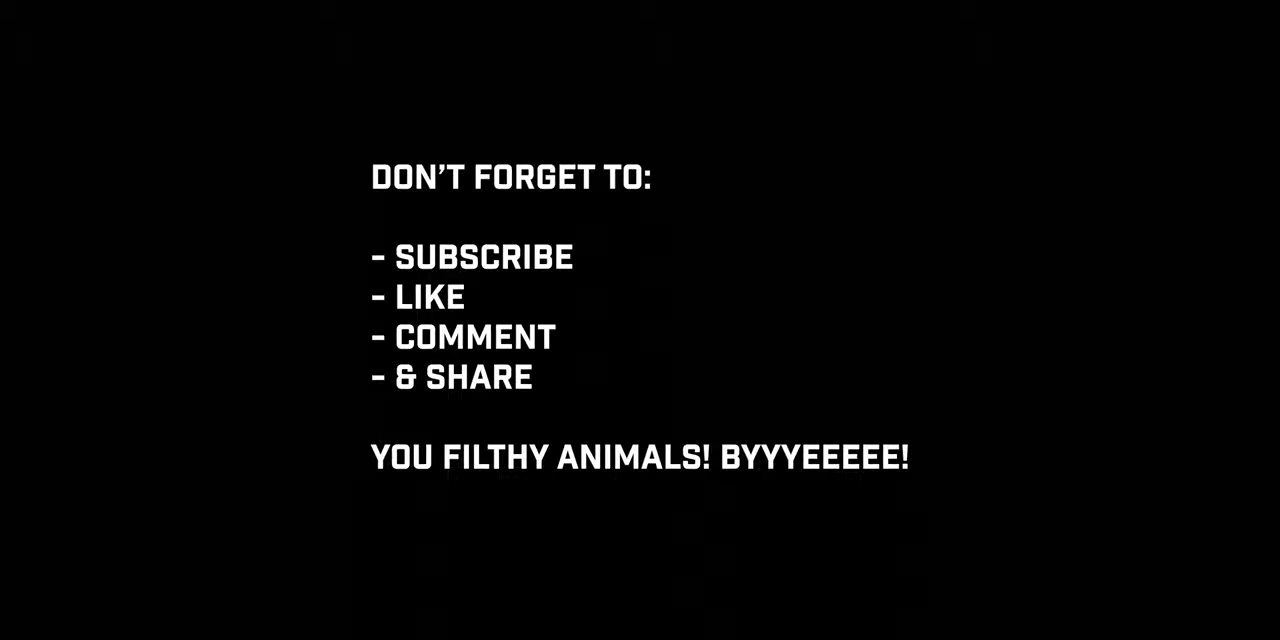 DON'T FORGET TO:
- SUBSCRIBE
- LIKE
- COMMENT
- & SHARE
YOU FILTHY ANIMALS! BYYYEEEEE!